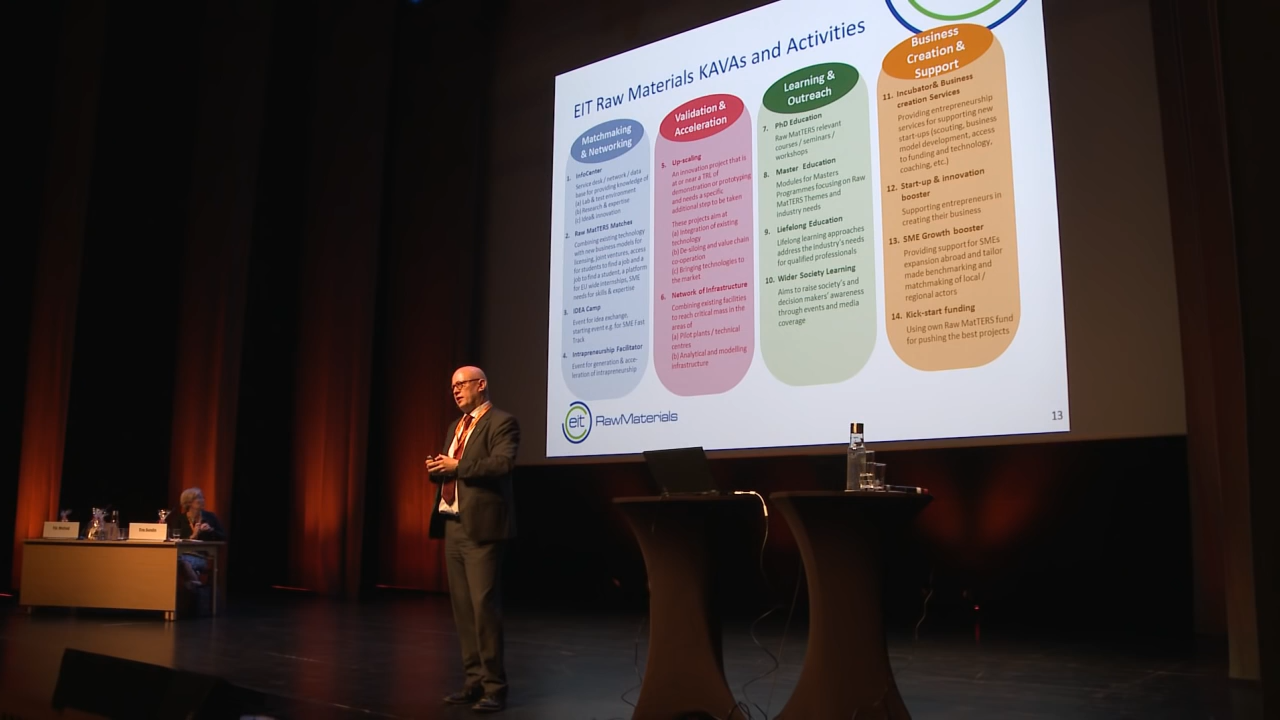 EIT Raw Materials KAVAs and Activities
Matchmaking
& Networking
1. InfoCenter
Service desk / network / data
base for providing knowledge of
(a) Lab & test environment
(b) Research & expertise
(c) Idea& innovation
2. Raw MatTERS Matches
Combining existing technology
with new business models for
licensing, joint ventures, access
for students to find a job and a
job to find a student, a platform
for EU wide internships, SME
needs for skills & expertise
3. IDEA Camp
Event for idea exchange,
starting event e.g. for SME Fast
Track
4. Intrapreneurship Facilitator
Event for generation & acce-
leration of intrapreneurship
Validation &
Acceleration
5. Up-scaling
An innovation project that is
at or near a TRL of
demonstration or prototyping
and needs a specific
additional step to be taken
These projects aim at
(a) Integration of existing
technology
(b) De-siloing and value chain
co-operation
(c) Bringing technologies to
the market
6. Network of Infrastructure
Combining existing facilities
to reach critical mass in the
areas of
(a) Pilot plants / technical
centres
(b) Analytical and modelling
infrastructure
Learning &
Outreach
7. PhD Education
Raw MatTERS relevant
courses / seminars /
workshops
8. Master Education
Modules for Masters
Programmes focusing on Raw
MatTERS Themes and
Industry needs
9. Liefelong Education
Lifelong learning approaches
address the industry's needs
for qualified professionals
10. Wider Society Learning
Aims to raise society's and
decision makers' awareness
through events and media
coverage
Business
Creation &
Support
11. Incubator& Business
creation Services
Providing entrepreneurship
services for supporting new
start-ups (scouting, business
model development, access
to funding and technology,
coaching, etc.)
12. Start-up & innovation
booster
Supporting entrepreneurs in
creating their business
13. SME Growth booster
Providing support for SMEs
expansion abroad and tailor
made benchmarking and
matchmaking of local /
regional actors
14. Kick-start funding
Using own Raw MatTERS fund
for pushing the best projects
eit RawMaterials
13